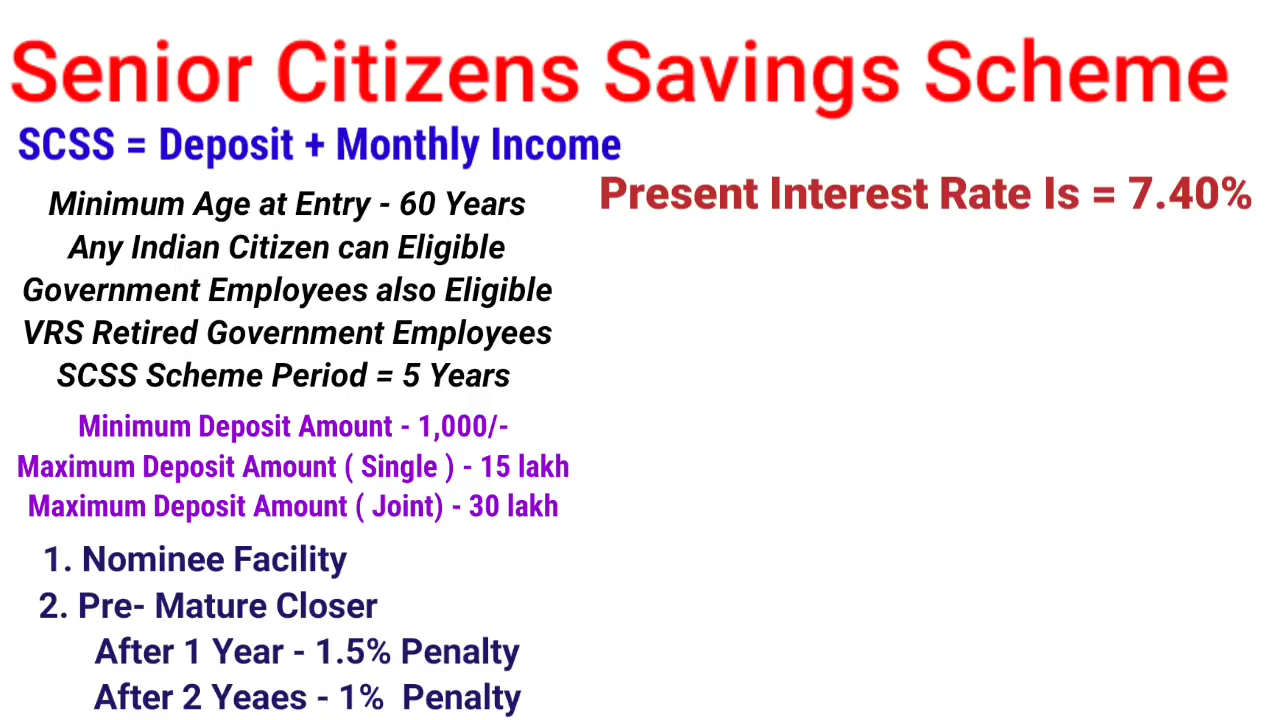 Senior Citizens Savings Scheme
SCSS = Deposit + Monthly Income
Present Interest Rate Is = 7.40%
Minimum Age at Entry - 60 Years
Any Indian Citizen can Eligible
Government Employees also Eligible
VRS Retired Government Employees
SCSS Scheme Period = 5 Years
Minimum Deposit Amount - 1,000/-
Maximum Deposit Amount ( Single ) - 15 lakh
Maximum Deposit Amount ( Joint) - 30 lakh
1. Nominee Facility
2. Pre- Mature Closer
After 1 Year - 1.5% Penalty
After 2 Yeaes - 1% Penalty